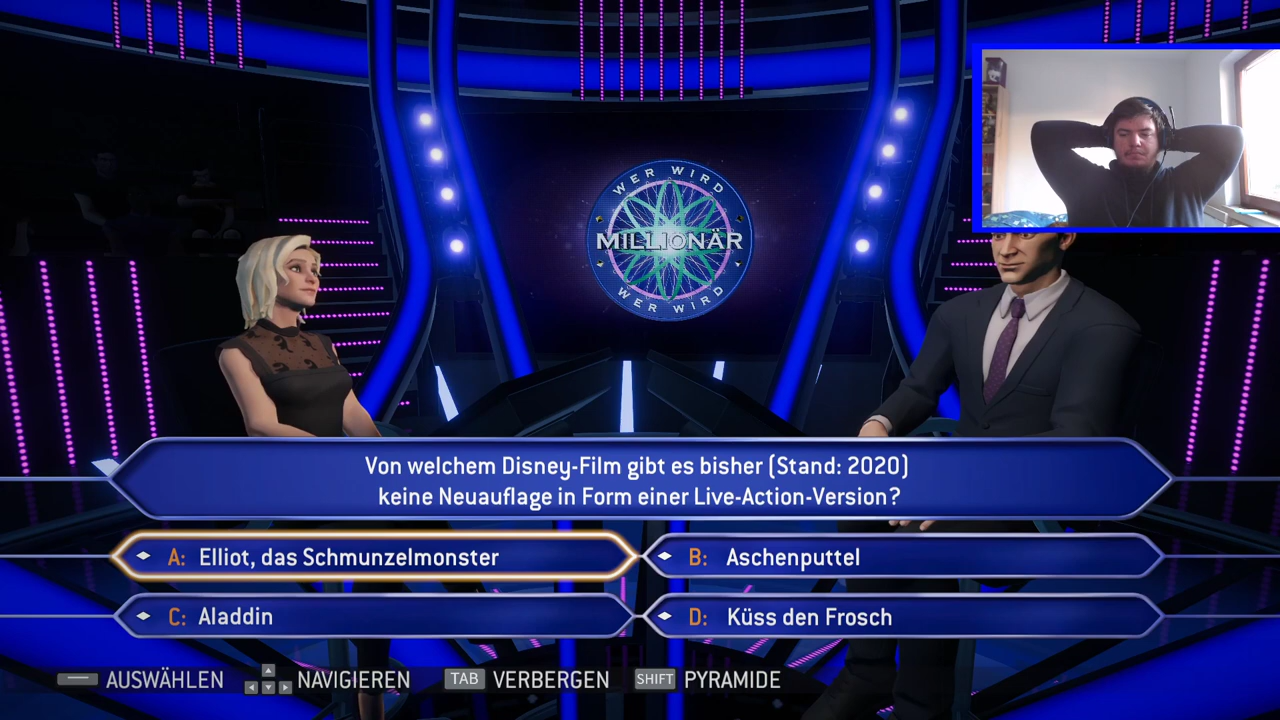 WER WIRD
MILLIONÄR
WER WIRD
Von welchem Disney-Film gibt es bisher (Stand: 2020)
keine Neuauflage in Form einer Live-Action-Version?
A: Elliot, das Schmunzelmonster
B: Aschenputtel
C: Aladdin
D: Küss den Frosch
AUSWÄHLEN NAVIGIEREN TAB VERBERGEN SHIFT PYRAMIDE